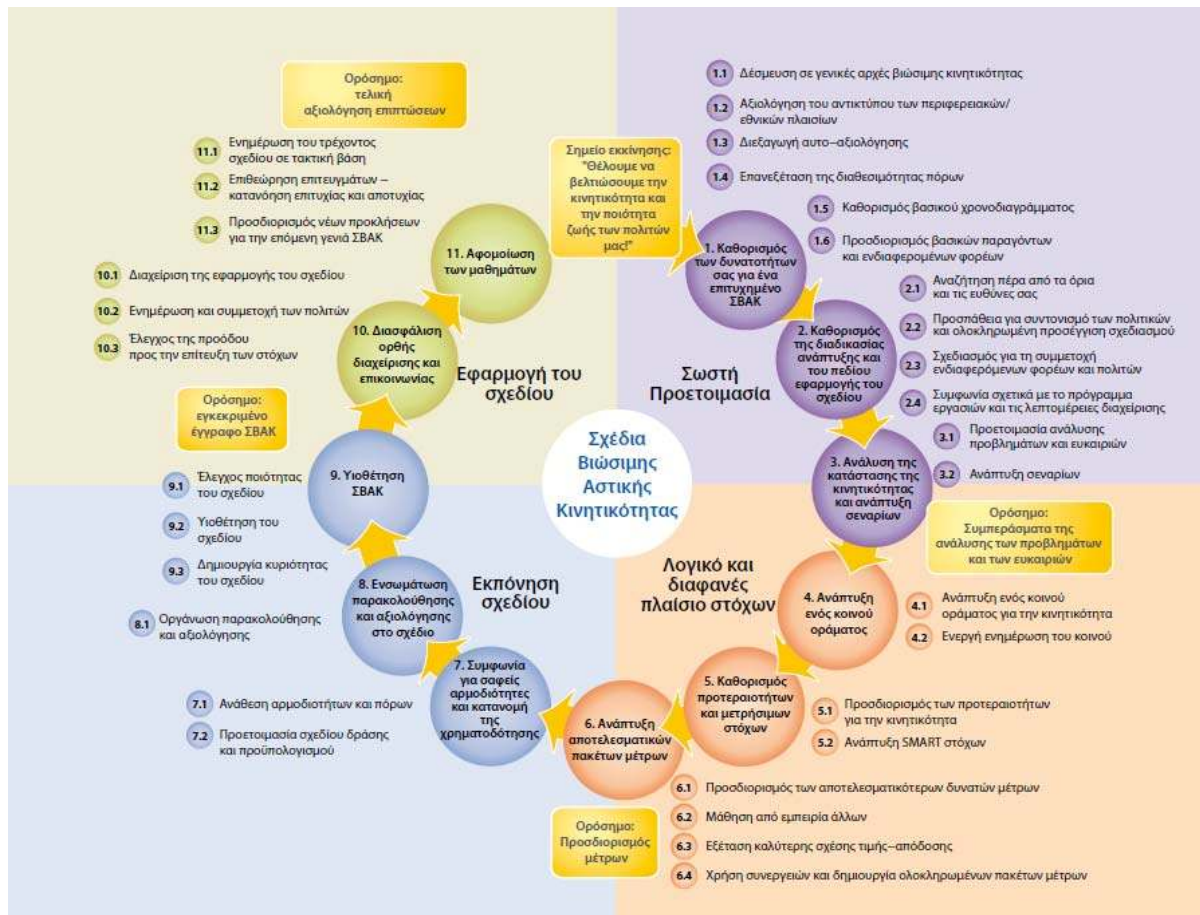 Σημείο εκκίνησης:
"Θέλουμε να
βελτιώσουμε την
κινητικότητα και
την ποιότητα
ζωής των πολιτών
μας!"
1. Καθορισμός
των δυνατοτήτων
σας για ένα
επιτυχημένο
ΣΒΑΚ
1.1 Δέσμευση σε γενικές αρχές βιώσιμης κινητικότητας
1.2 Αξιολόγηση του αντικτύπου των περιφερειακών/
εθνικών πλαισίων
1.3 Διεξαγωγή αυτο–αξιολόγησης
1.4 Επανεξέταση της διαθεσιμότητας πόρων
1.5 Καθορισμός βασικού χρονοδιαγράμματος
1.6 Προσδιορισμός βασικών παραγόντων
και ενδιαφερομένων φορέων
2. Καθορισμός
της διαδικασίας
ανάπτυξης και
του πεδίου
εφαρμογής του
σχεδίου
2.1 Αναζήτηση πέρα από τα όρια
και τις ευθύνες σας
2.2 Προσπάθεια για συντονισμό των πολιτικών
και ολοκληρωμένη προσέγγιση σχεδιασμού
2.3 Σχεδιασμός για τη συμμετοχή
ενδιαφερόμενων φορέων και πολιτών
2.4 Συμφωνία σχετικά με το πρόγραμμα
εργασιών και τις λεπτομέρειες διαχείρισης
Σωστή
Προετοιμασία
3. Ανάλυση της
κατάστασης της
κινητικότητας
και ανάπτυξη
σεναρίων
3.1 Προετοιμασία ανάλυσης
προβλημάτων και ευκαιριών
3.2 Ανάπτυξη σεναρίων
Ορόσημο:
Συμπεράσματα της
ανάλυσης των προβλημάτων
και των ευκαιριών
Σχέδια
Βιώσιμης
Αστικής
Κινητικότητας
Λογικό και
διαφανές
πλαίσιο στόχων
4. Ανάπτυξη
ενός κοινού
οράματος
4.1 Ανάπτυξη ενός κοινού
οράματος για την κινητικότητα
4.2 Ενεργή ενημέρωση του κοινού
5. Καθορισμός
προτεραιοτήτων
και μετρήσιμων
στόχων
5.1 Προσδιορισμός των προτεραιοτήτων
για την κινητικότητα
5.2 Ανάπτυξη SMART στόχων
6. Ανάπτυξη
αποτελεσματικών
πακέτων μέτρων
6.1 Προσδιορισμός των αποτελεσματικότερων δυνατών μέτρων
6.2 Μάθηση από εμπειρία άλλων
6.3 Εξέταση καλύτερης σχέσης τιμής–απόδοσης
6.4 Χρήση συνεργειών και δημιουργία ολοκληρωμένων πακέτων μέτρων
Ορόσημο:
Προσδιορισμός
μέτρων
Εκπόνηση
σχεδίου
7. Συμφωνία
για σαφείς
αρμοδιότητες
και κατανομή
της
χρηματοδότησης
7.1 Ανάθεση αρμοδιοτήτων και πόρων
7.2 Προετοιμασία σχεδίου δράσης
και προϋπολογισμού
8. Ενσωμάτωση
παρακολούθησης
και αξιολόγησης
στο σχέδιο
8.1 Οργάνωση παρακολούθησης
και αξιολόγησης
9. Υιοθέτηση
ΣΒΑΚ
9.1 Έλεγχος ποιότητας
του σχεδίου
9.2 Υιοθέτηση του
σχεδίου
9.3 Δημιουργία κυριότητας
του σχεδίου
Ορόσημο:
εγκεκριμένο
έγγραφο ΣΒΑΚ
Εφαρμογή του
σχεδίου
10. Διασφάλιση
ορθής
διαχείρισης και
επικοινωνίας
10.1 Διαχείριση της εφαρμογής του σχεδίου
10.2 Ενημέρωση και συμμετοχή των πολιτών
10.3 Έλεγχος της προόδου
προς την επίτευξη των στόχων
11. Αφομοίωση
των μαθημάτων
11.1 Ενημέρωση του τρέχοντος
σχεδίου σε τακτική βάση
11.2 Επιθεώρηση επιτευγμάτων –
κατανόηση επιτυχίας και αποτυχίας
11.3 Προσδιορισμός νέων προκλήσεων
για την επόμενη γενιά ΣΒΑΚ
Ορόσημο:
τελική
αξιολόγηση επιπτώσεων